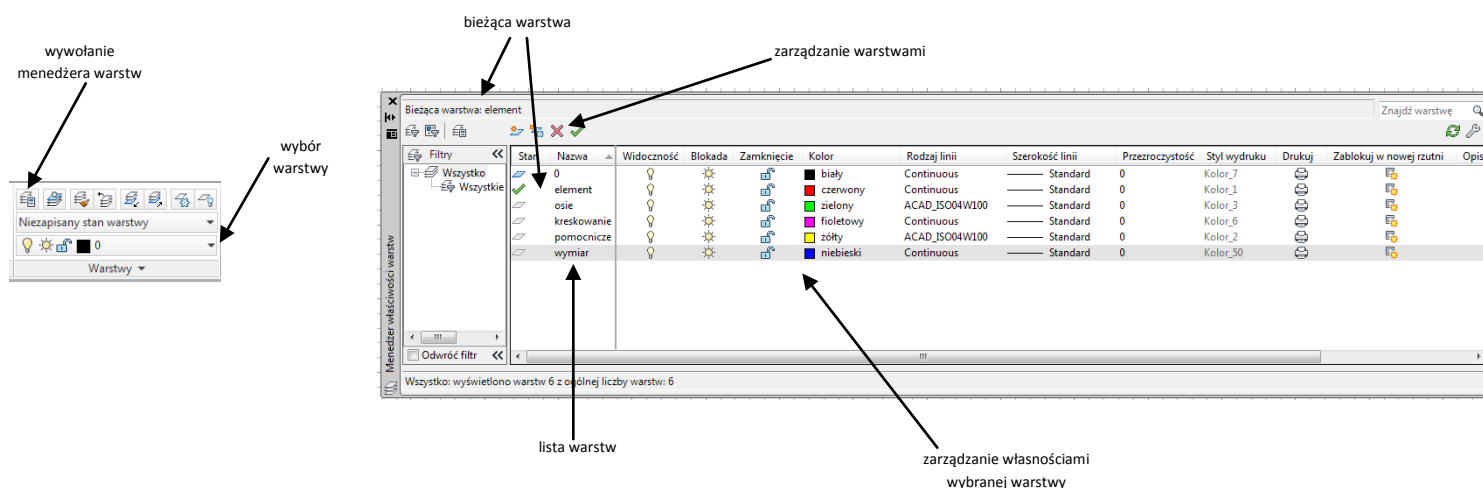 bieżąca warstwa
wywołanie
menedżera warstw
zarządzanie warstwami
wybór
warstwy
Niezapisany stan warstwy
0
Warstwy
Bieżąca warstwa: element
Znajdź warstwę
Filtry
Wszystko
Wszystkie
Stan Nazwa Widoczność Blokada Zamknięcie Kolor Rodzaj linii Szerokość linii Przezroczystość Styl wydruku Drukuj Zablokuj w nowej rzutni Opis
0 biały Continuous Standard 0 Kolor_7
element czerwony Continuous Standard 0 Kolor_1
osie zielony ACAD_ISO04W100 Standard 0 Kolor_3
kreskowanie fioletowy Continuous Standard 0 Kolor_6
pomocnicze żółty ACAD_ISO04W100 Standard 0 Kolor_2
wymiar niebieski Continuous Standard 0 Kolor_50
Odwróć filtr
Wszystko: wyświetlono warstw 6 z ogólnej liczby warstw: 6
Menedżer właściwości warstw
lista warstw
zarządzanie własnościami
wybranej warstwy